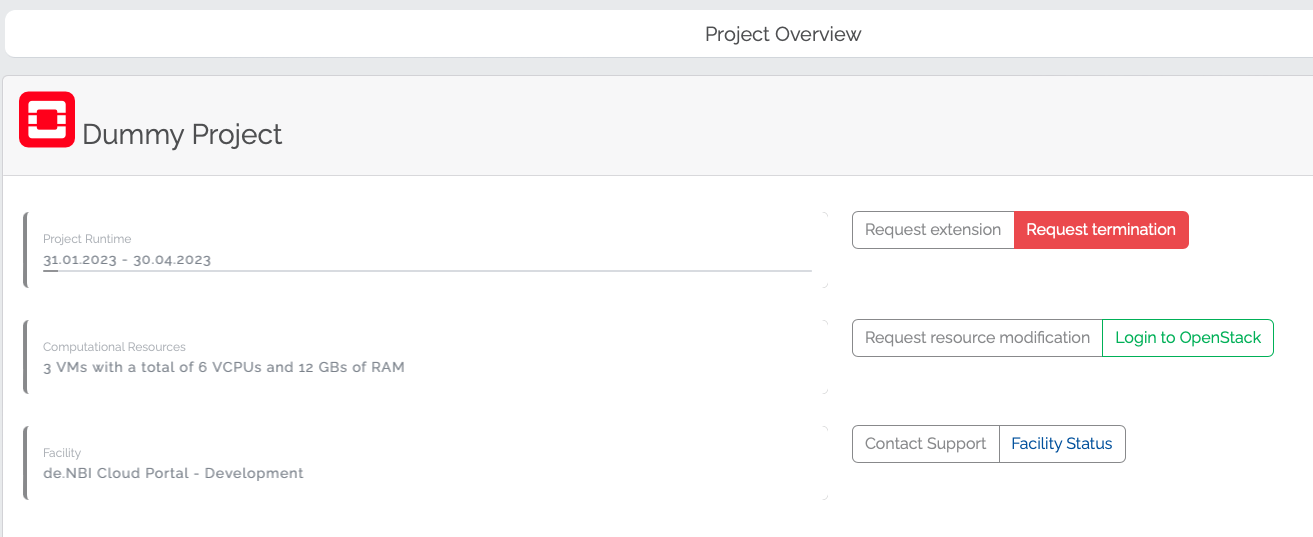 Project Overview
Dummy Project
Project Runtime
31.01.2023 - 30.04.2023
Request extension
Request termination
Computational Resources
3 VMs with a total of 6 VCPUs and 12 GBs of RAM
Request resource modification
Login to OpenStack
Facility
de.NBI Cloud Portal - Development
Contact Support
Facility Status